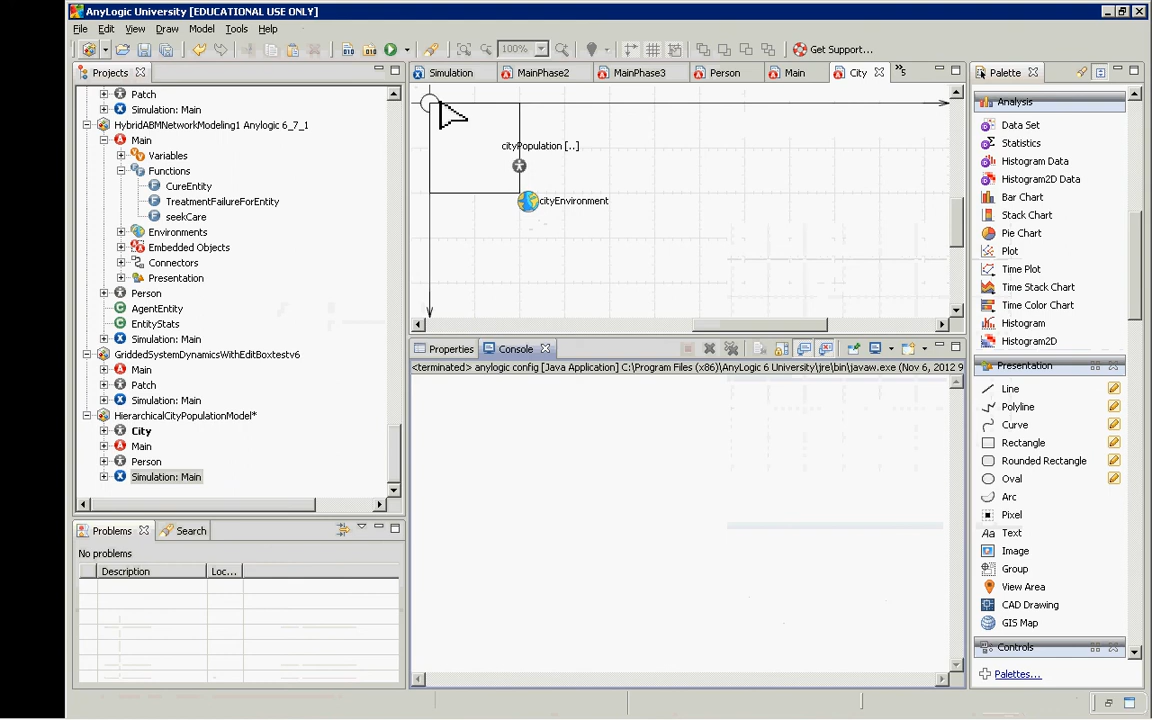 AnyLogic University [EDUCATIONAL USE ONLY]
File Edit View Draw Model Tools Help
100% Get Support...
Projects
Patch
Simulation: Main
HybridABMNetworkModeling1 Anylogic 6_7_1
Main
Variables
Functions
CureEntity
TreatmentFailureForEntity
seekCare
Environments
Embedded Objects
Connectors
Presentation
Person
AgentEntity
EntityStats
Simulation: Main
GriddedSystemDynamicsWithEditBoxtestv6
Main
Patch
Simulation: Main
HierarchicalCityPopulationModel*
City
Main
Person
Simulation: Main
Problems Search
No problems
Description Loc...
Simulation MainPhase2 MainPhase3 Person Main City »5
cityPopulation [..]
cityEnvironment
Properties Console
<terminated> anylogic config [Java Application] C:\Program Files (x86)\AnyLogic 6 University\jre\bin\javaw.exe (Nov 6, 2012 9
Palette
Analysis
Data Set
Statistics
Histogram Data
Histogram2D Data
Bar Chart
Stack Chart
Pie Chart
Plot
Time Plot
Time Stack Chart
Time Color Chart
Histogram
Histogram2D
Presentation
Line
Polyline
Curve
Rectangle
Rounded Rectangle
Oval
Arc
Pixel
Aa Text
Image
Group
View Area
CAD Drawing
GIS Map
Controls
Palettes...